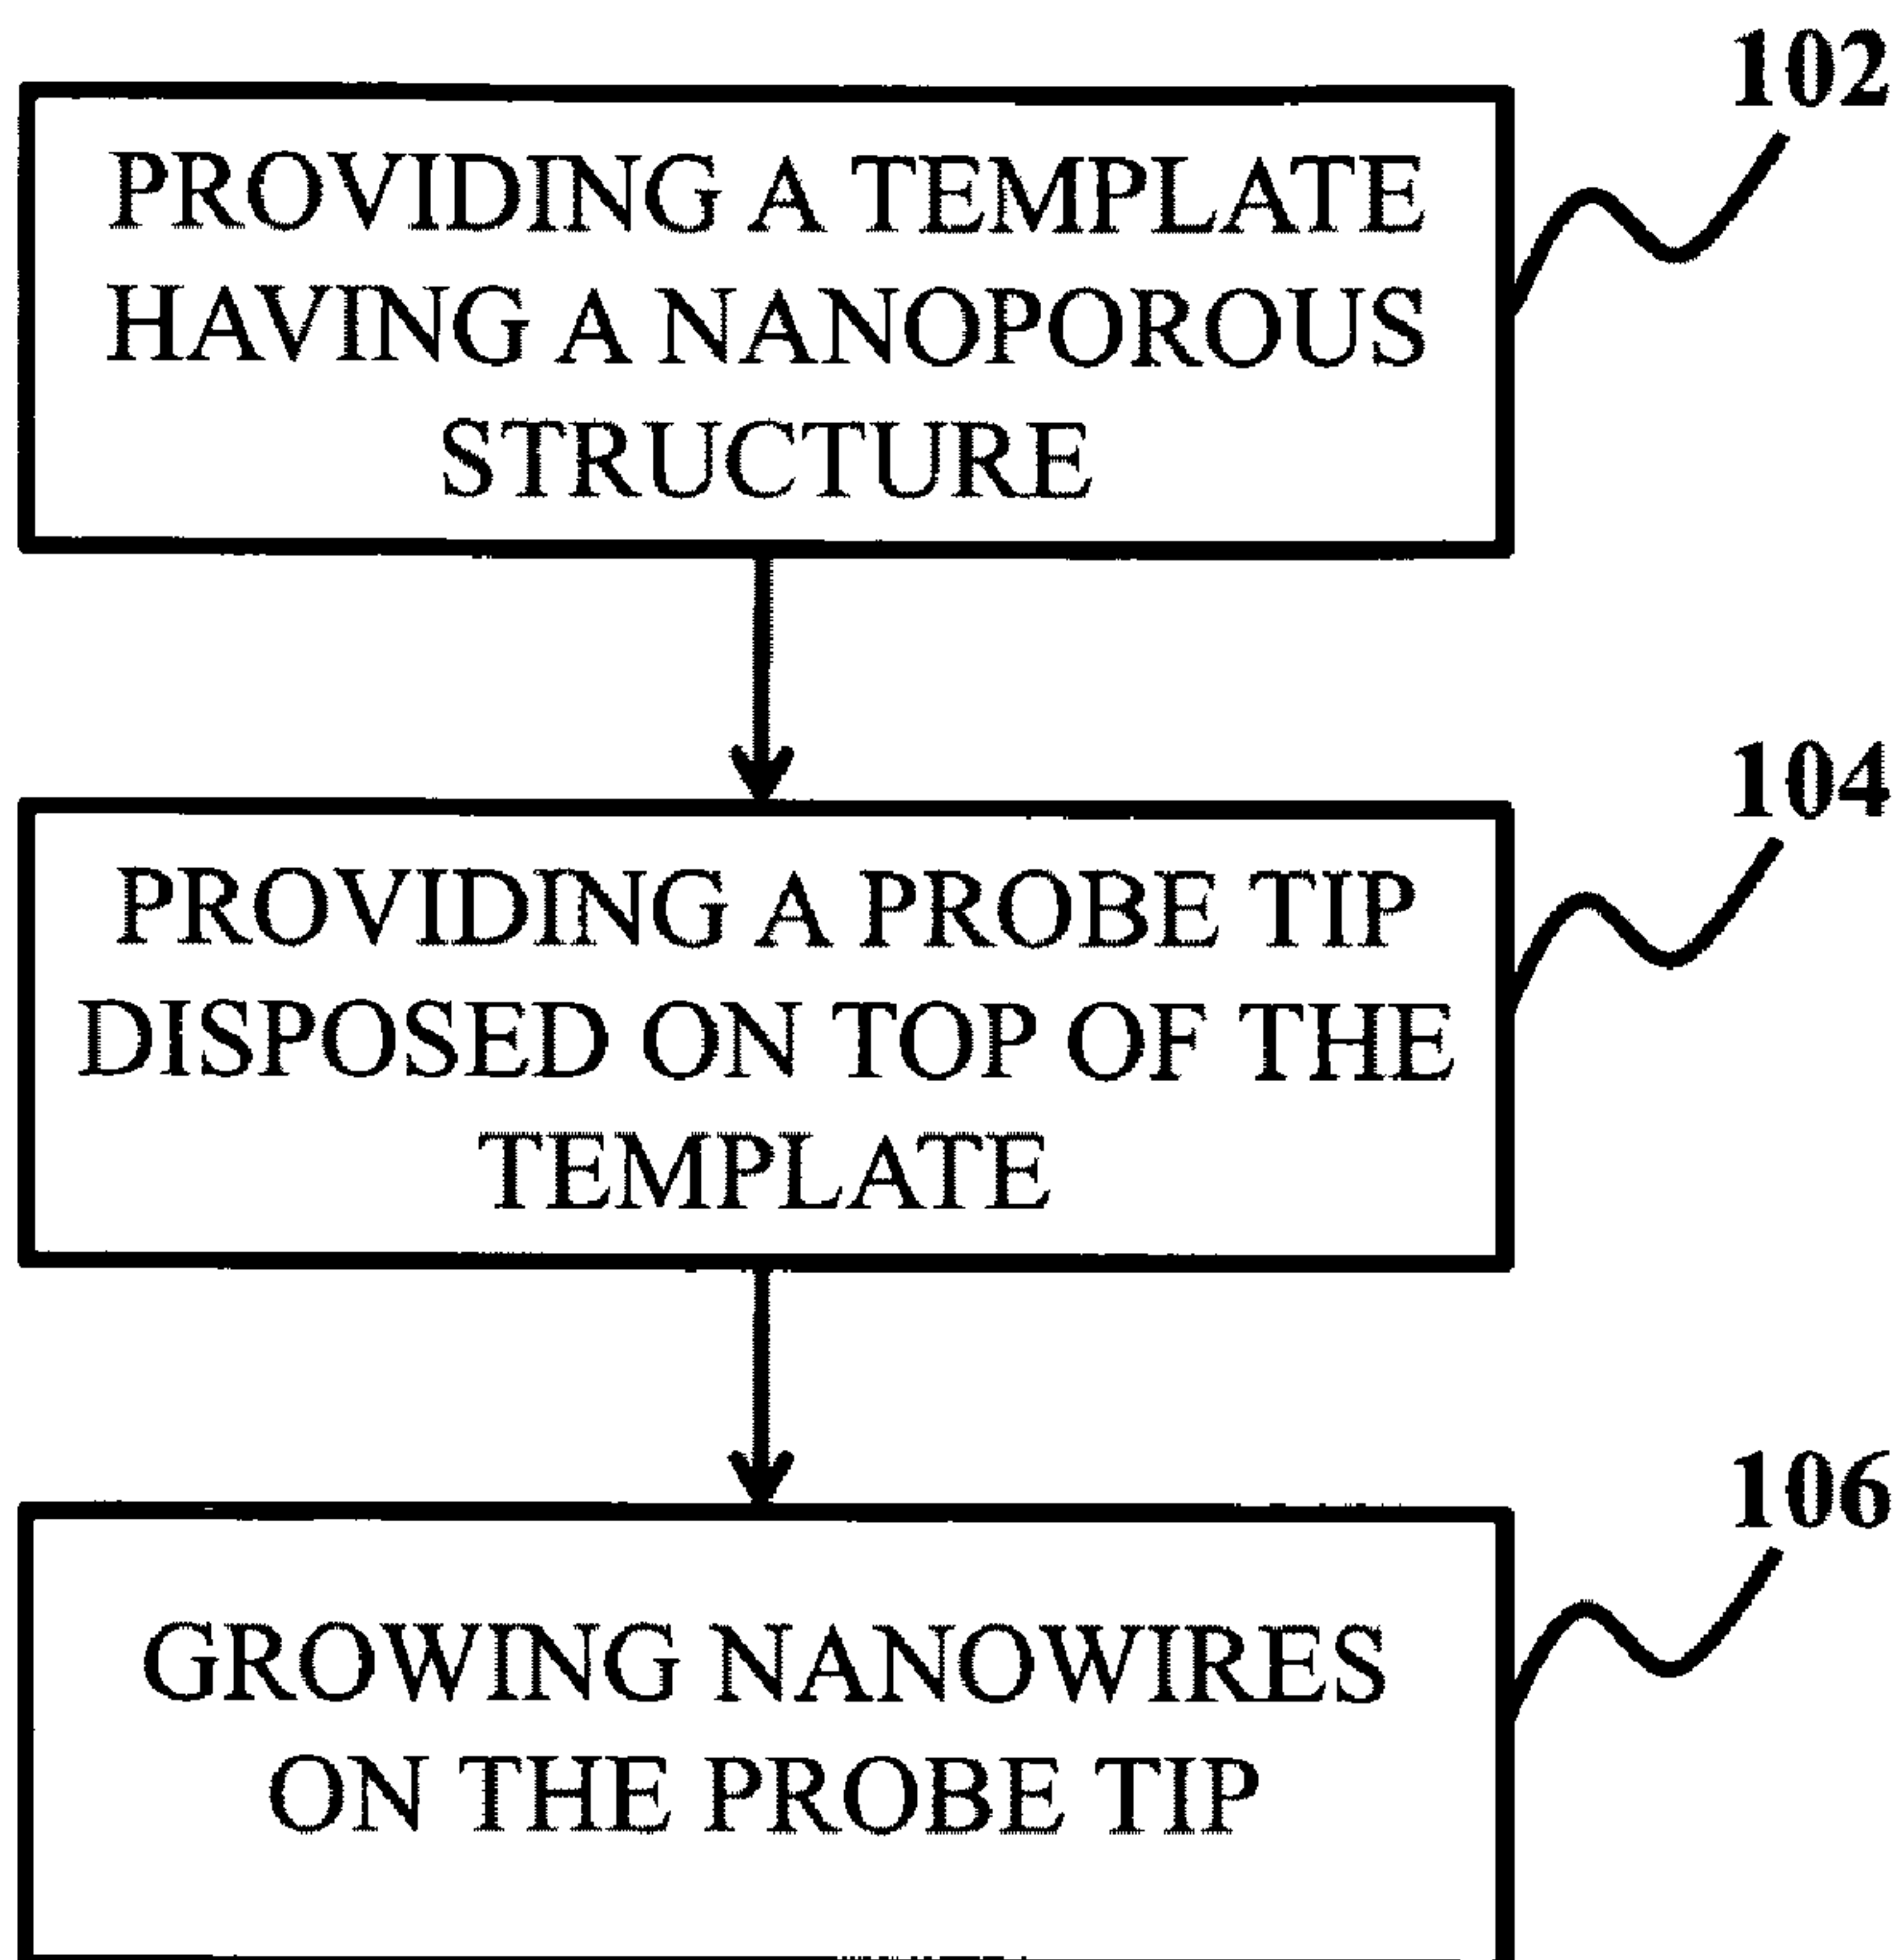 102
PROVIDING A TEMPLATE
HAVING A NANOPOROUS
STRUCTURE
104
PROVIDING A PROBE TIP
DISPOSED ON TOP OF THE
TEMPLATE
106
GROWING NANOWIRES
ON THE PROBE TIP